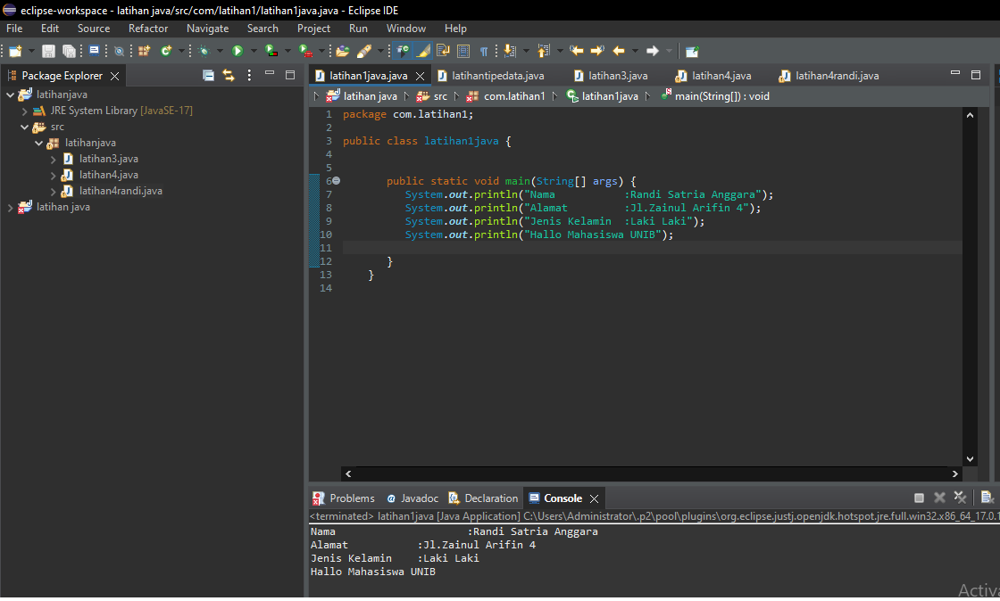 eclipse-workspace - latihan java/src/com/latihan1/latihan1java.java - Eclipse IDE
File Edit Source Refactor Navigate Search Project Run Window Help
Package Explorer
latihanjava
JRE System Library [JavaSE-17]
src
latihanjava
latihan3.java
latihan4.java
latihan4randi.java
latihan java
latihan1java.java latihantipedata.java latihan3.java latihan4.java latihan4randi.java
latihan java src com.latihan1 latihan1java main(String[]) : void
1 package com.latihan1;
2
3 public class latihan1java {
4
5
6 public static void main(String[] args) {
7 System.out.println("Nama :Randi Satria Anggara");
8 System.out.println("Alamat :Jl.Zainul Arifin 4");
9 System.out.println("Jenis Kelamin :Laki Laki");
10 System.out.println("Hallo Mahasiswa UNIB");
11
12 }
13 }
14
Problems Javadoc Declaration Console
<terminated> latihan1java [Java Application] C:\Users\Administrator\.p2\pool\plugins\org.eclipse.justj.openjdk.hotspot.jre.full.win32.x86_64_17.0.1
Nama :Randi Satria Anggara
Alamat :Jl.Zainul Arifin 4
Jenis Kelamin :Laki Laki
Hallo Mahasiswa UNIB
Activa